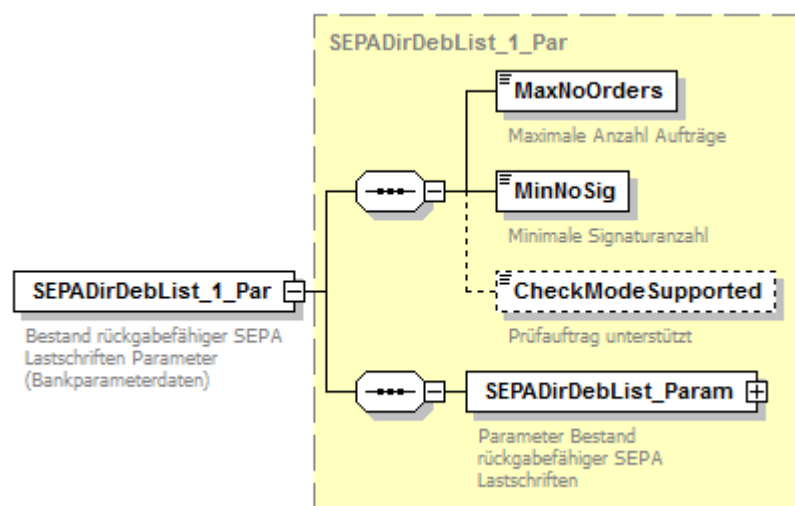 SEPADirDebList_1_Par
MaxNoOrders
Maximale Anzahl Aufträge
MinNoSig
Minimale Signaturanzahl
CheckModeSupported
Prüfauftrag unterstützt
SEPADirDebList_1_Par
Bestand rückgabefähiger SEPA
Lastschriften Parameter
(Bankparameterdaten)
SEPADirDebList_Param
Parameter Bestand
rückgabefähiger SEPA
Lastschriften